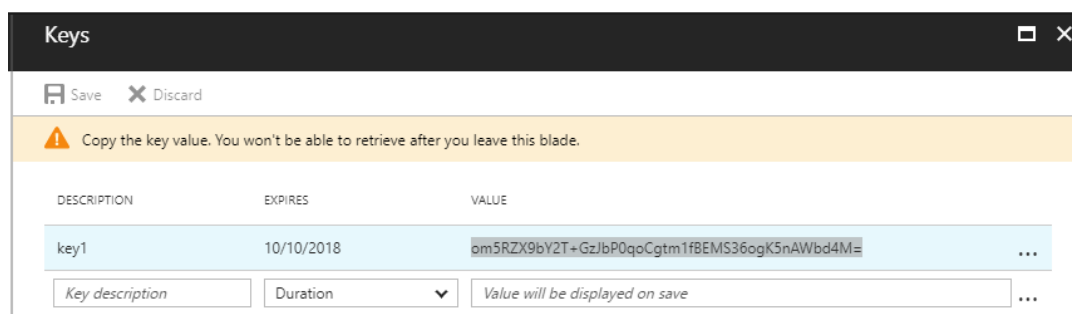 Keys
Save Discard
Copy the key value. You won't be able to retrieve after you leave this blade.
DESCRIPTION EXPIRES VALUE
key1 10/10/2018 om5RZX9bY2T+GzJbP0qoCgtm1fBEMS36ogK5nAWbd4M= ...
Key description Duration Value will be displayed on save ...